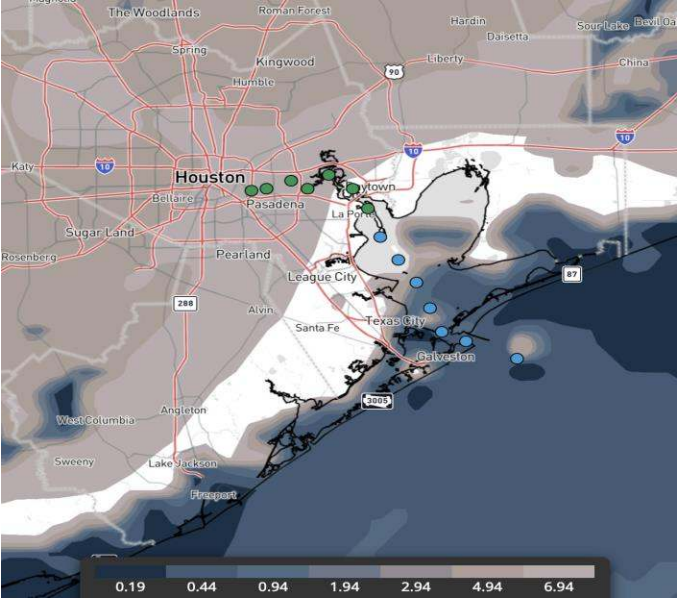 Magnolia
The Woodlands
Roman Forest
Hardin
Sour Lake
Daisetta
Spring
Kingwood
Liberty
China
90
Humble
10
10
10
Katy
Houston
Baytown
Bellaire
Pasadena
La Porte
Sugar Land
Pearland
Rosenberg
League City
87
288
Alvin
Santa Fe
Texas City
Galveston
3005
West Columbia
Angleton
Sweeny
Lake Jackson
Freeport
0.19 0.44 0.94 1.94 2.94 4.94 6.94